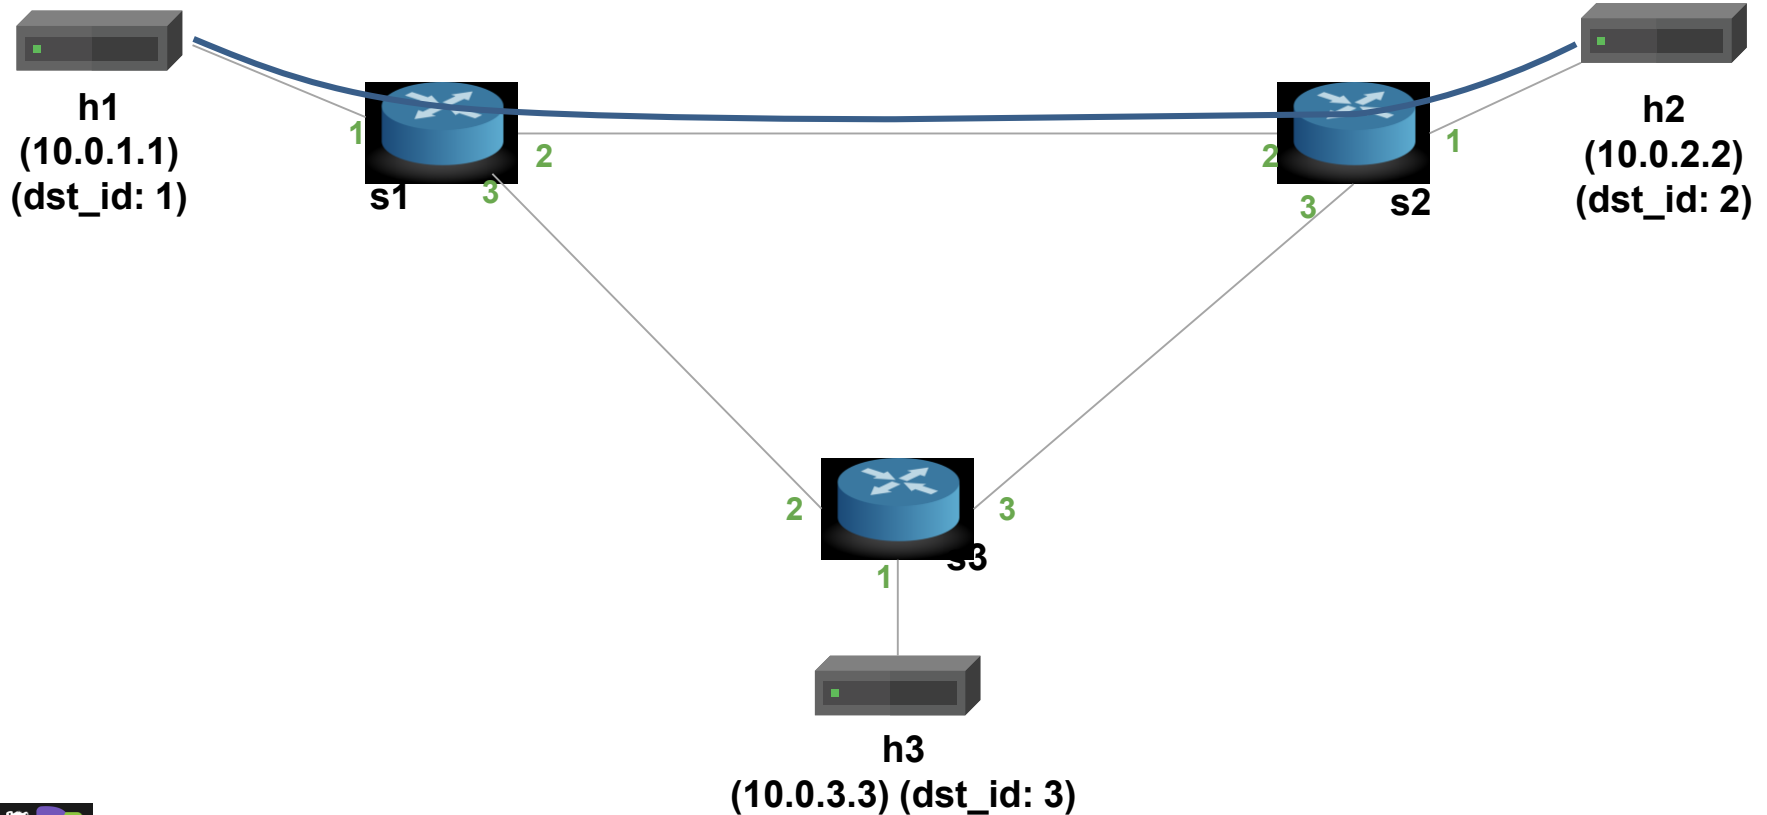 h1
(10.0.1.1)
(dst_id: 1)
h2
(10.0.2.2)
(dst_id: 2)
1
2
3
s1
2
1
3
s2
2
3
s3
1
h3
(10.0.3.3) (dst_id: 3)